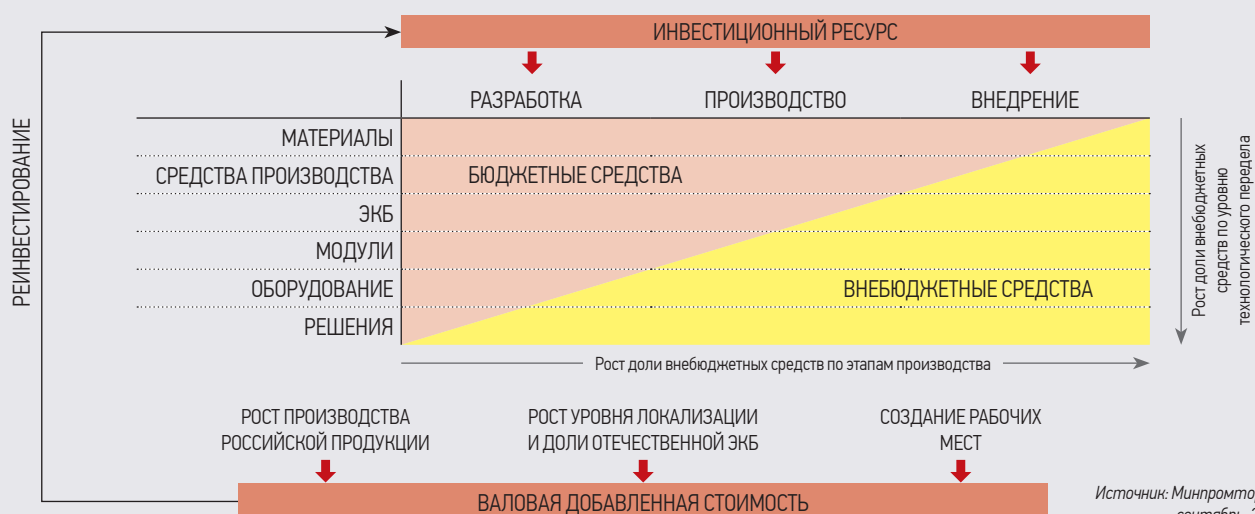 ИНВЕСТИЦИОННЫЙ РЕСУРС
РАЗРАБОТКА
ПРОИЗВОДСТВО
ВНЕДРЕНИЕ
РЕИНВЕСТИРОВАНИЕ
МАТЕРИАЛЫ
СРЕДСТВА ПРОИЗВОДСТВА
ЭКБ
МОДУЛИ
ОБОРУДОВАНИЕ
РЕШЕНИЯ
БЮДЖЕТНЫЕ СРЕДСТВА
ВНЕБЮДЖЕТНЫЕ СРЕДСТВА
Рост доли внебюджетных
средств по уровню
технологического передела
Рост доли внебюджетных средств по этапам производства
РОСТ ПРОИЗВОДСТВА
РОССИЙСКОЙ ПРОДУКЦИИ
РОСТ УРОВНЯ ЛОКАЛИЗАЦИИ
И ДОЛИ ОТЕЧЕСТВЕННОЙ ЭКБ
СОЗДАНИЕ РАБОЧИХ
МЕСТ
ВАЛОВАЯ ДОБАВЛЕННАЯ СТОИМОСТЬ
Источник: